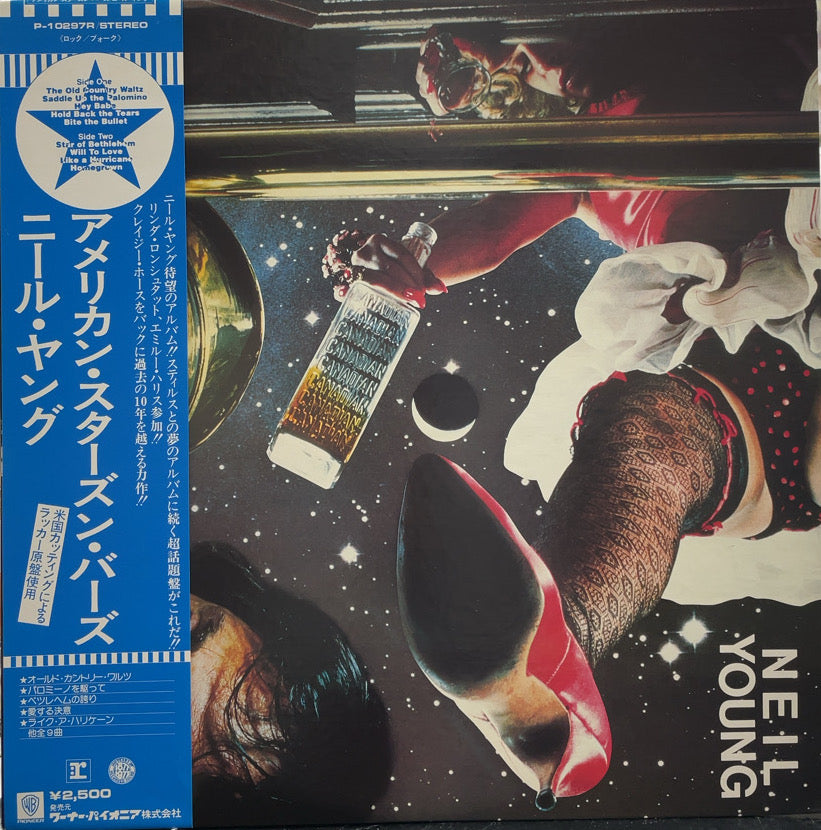 P-10297R/STEREO
〈ロック/フォーク〉
Side One
The Old Country Waltz
Saddle Up the Palomino
Hey Babe
Hold Back the Tears
Bite the Bullet
Side Two
Star of Bethlehem
Will To Love
Like a Hurricane
Homegrown
ニール・ヤング待望のアルバム!!スティルスとの夢のアルバムに続く超話題盤がこれだ!!
リンダ・ロンシュタット、エミルー・ハリス参加!!
クレイジー・ホースをバックに過去の10年を越える力作!!
アメリカン・スターズン・バーズ
ニール・ヤング
米国カッティングによる
ラッカー原盤使用
★オールド・カントリー・ワルツ
★パロミーノを駆って
★ベツレヘムの誇り
★愛する決意
★ライク・ア・ハリケーン
他全9曲
¥2,500
発売元
ワーナー・パイオニア株式会社
WB
PIONEER
CANADIAN
CANADIAN
CANADIAN
CANADIAN
CANADIAN
CANADIAN
NEIL
YOUNG